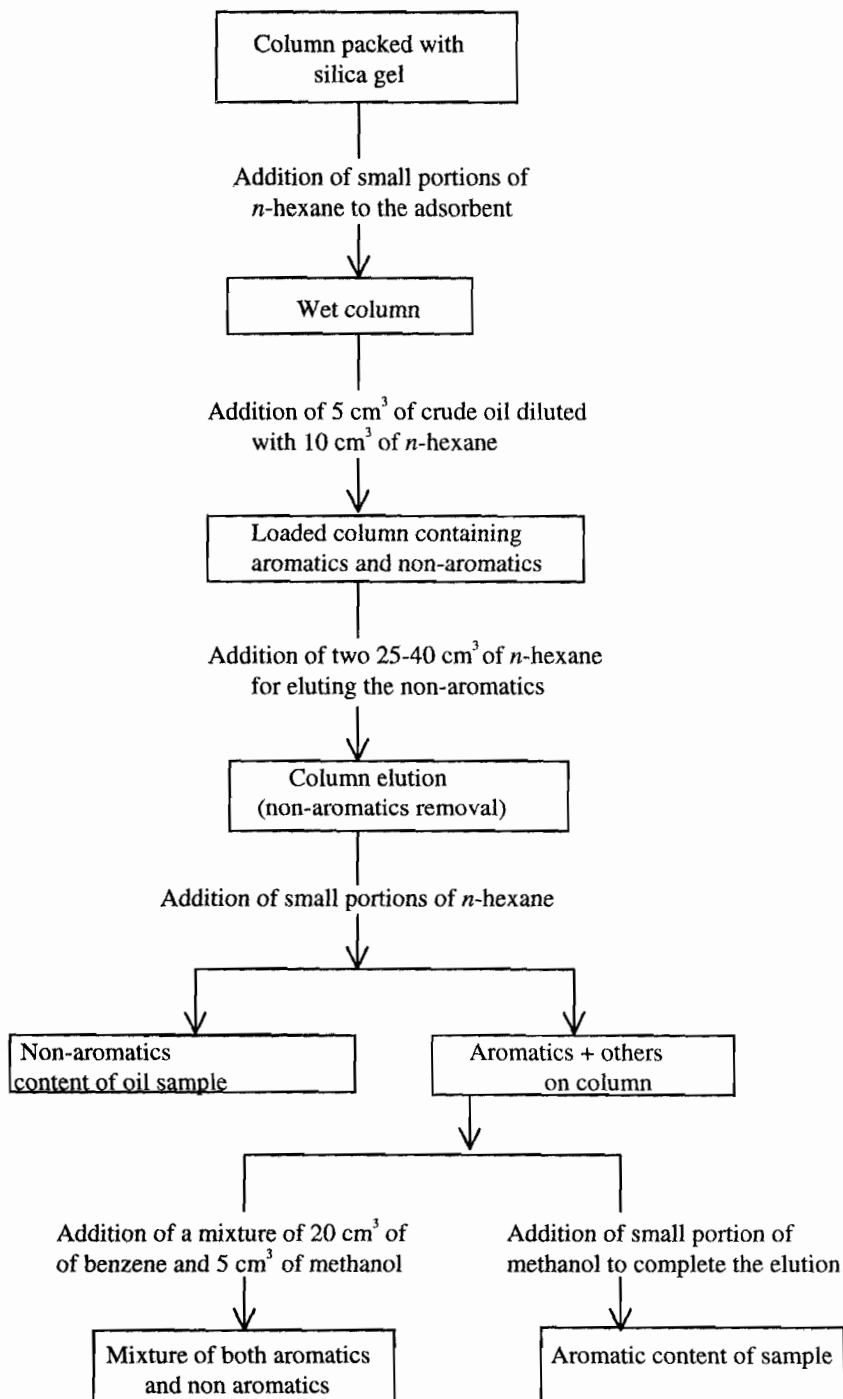 Column packed with
silica gel
Addition of small portions of
n-hexane to the adsorbent
Wet column
Addition of 5 cm³ of crude oil diluted
with 10 cm³ of n-hexane
Loaded column containing
aromatics and non-aromatics
Addition of two 25-40 cm³ of n-hexane
for eluting the non-aromatics
Column elution
(non-aromatics removal)
Addition of small portions of n-hexane
Non-aromatics
content of oil sample
Aromatics + others
on column
Addition of a mixture of 20 cm³ of
of benzene and 5 cm³ of methanol
Addition of small portion of
methanol to complete the elution
Mixture of both aromatics
and non aromatics
Aromatic content of sample